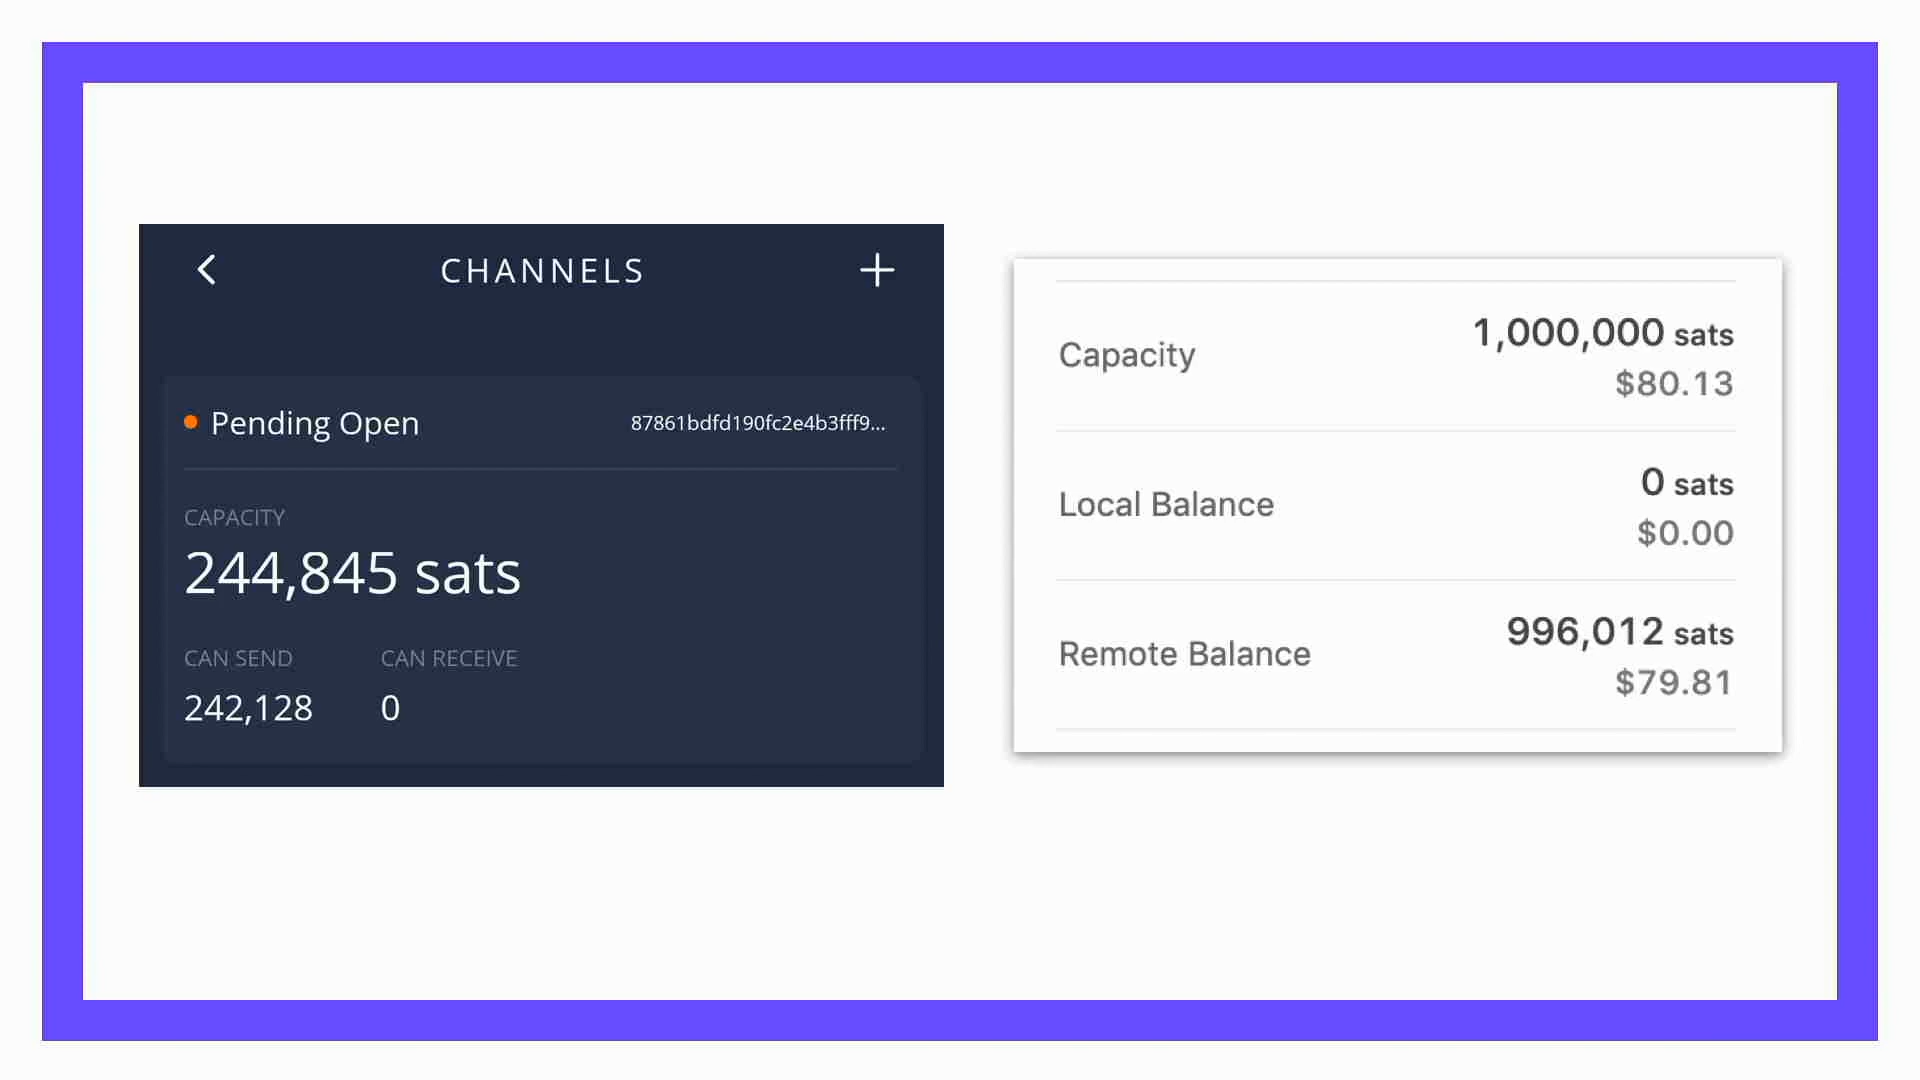 CHANNELS
Pending Open 87861bdfd190fc2e4b3fff9...
CAPACITY
244,845 sats
CAN SEND CAN RECEIVE
242,128 0
Capacity 1,000,000 sats
$80.13
Local Balance 0 sats
$0.00
Remote Balance 996,012 sats
$79.81